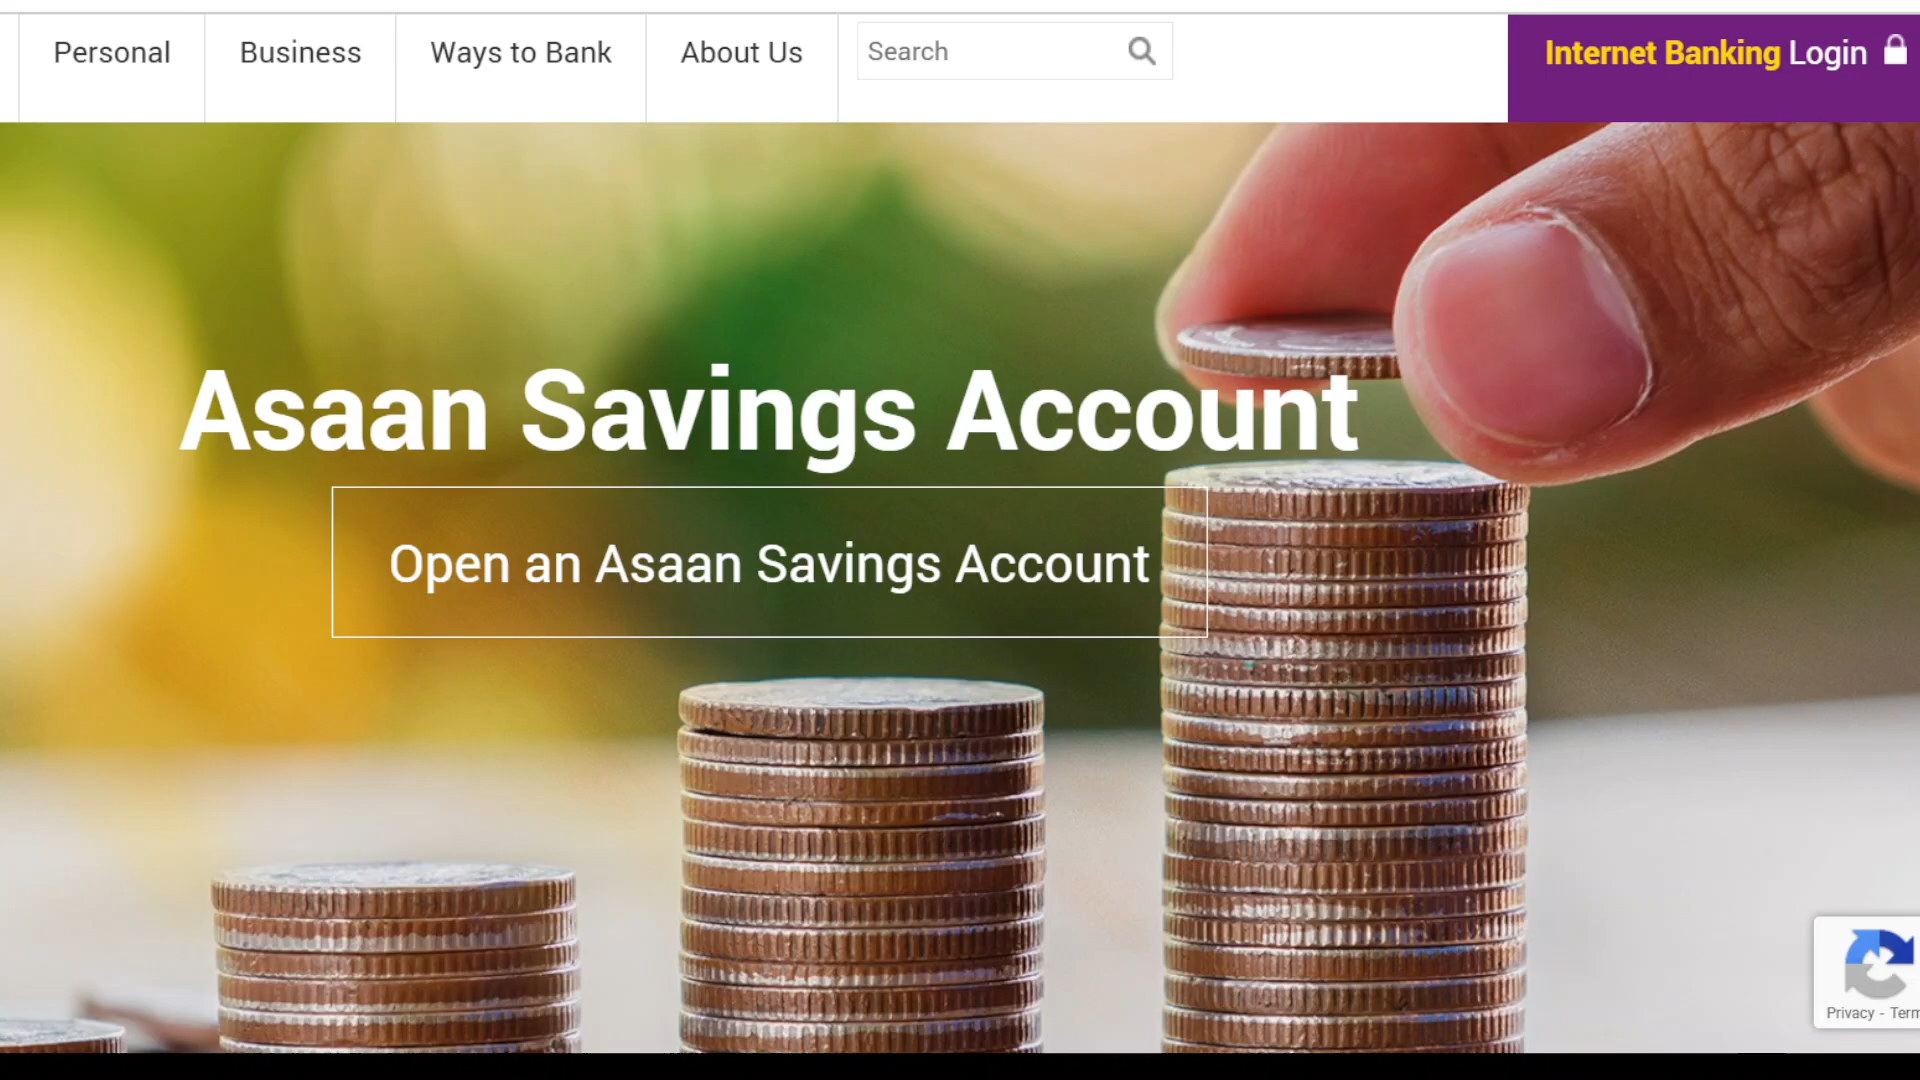 Personal
Business
Ways to Bank
About Us
Search
Internet Banking Login
Asaan Savings Account
Open an Asaan Savings Account
Privacy - Term